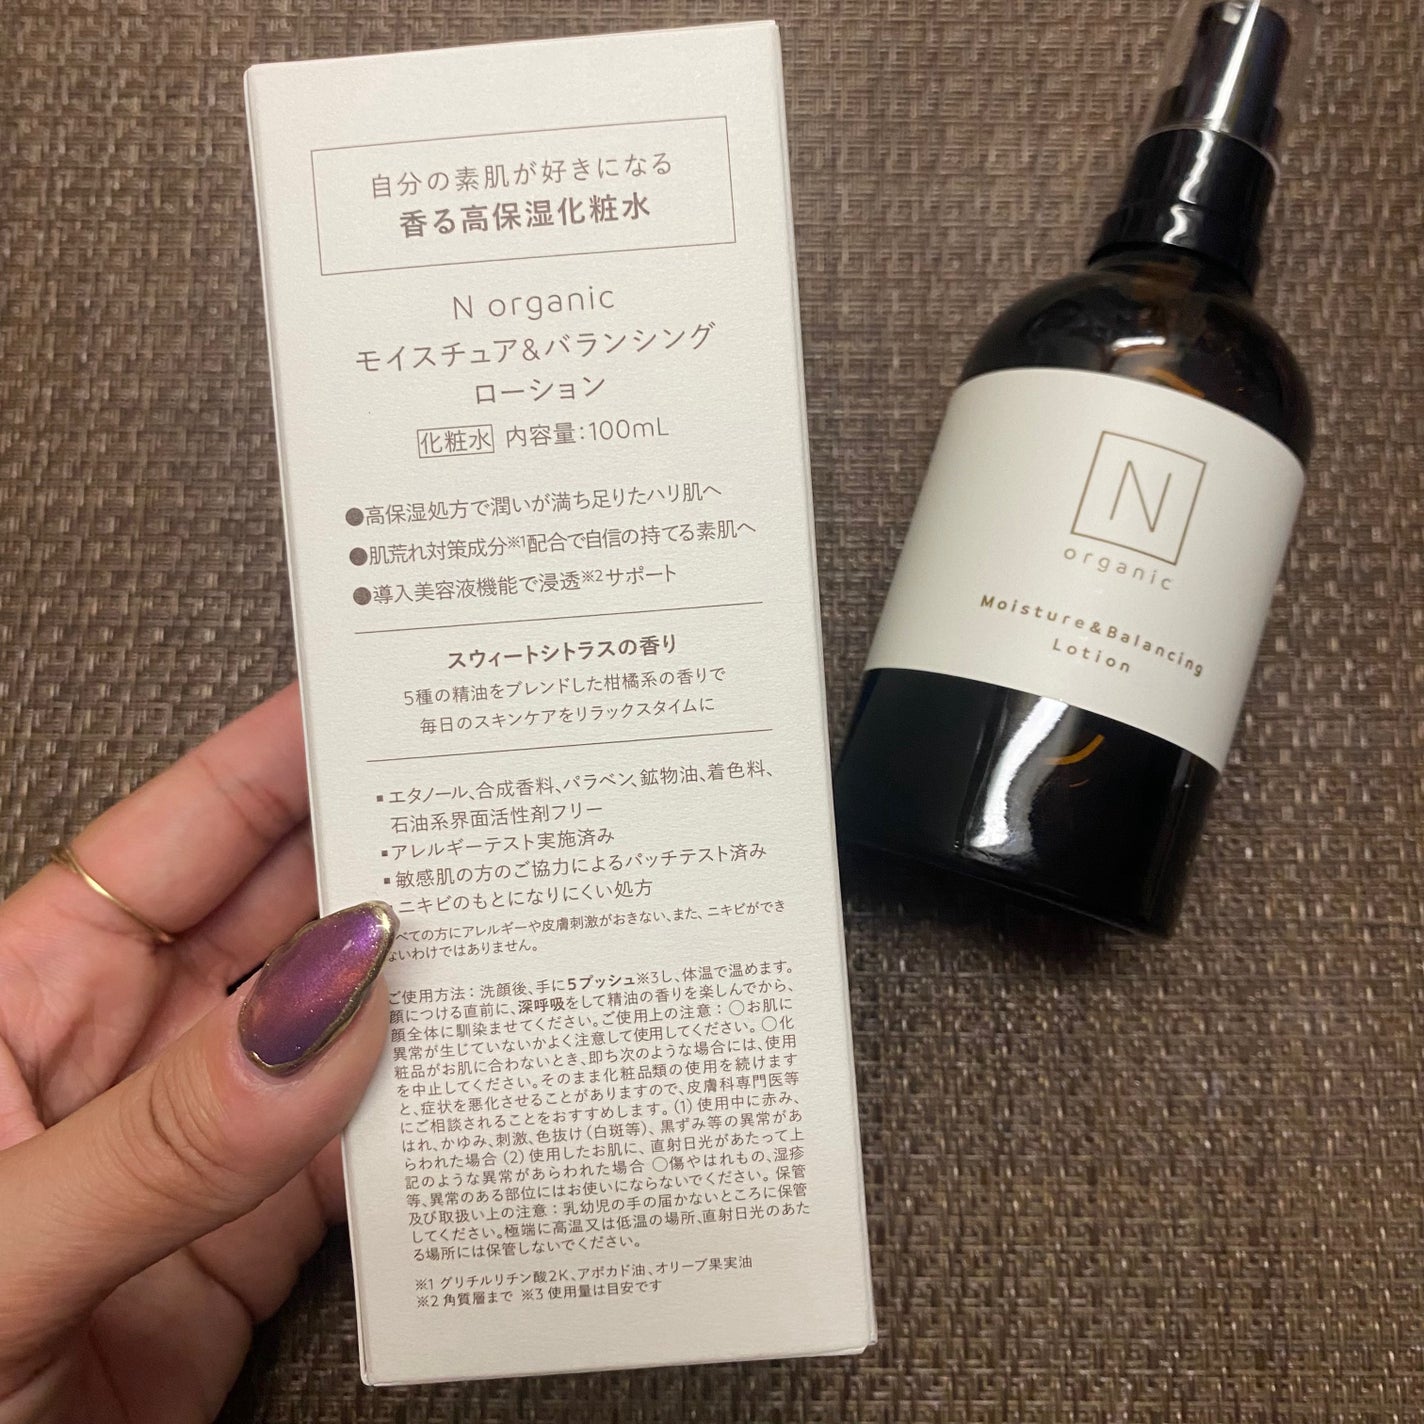 自分の素肌が好きになる
香る高保湿化粧水
N organic
モイスチュア&バランシング
ローション
化粧水 内容量:100mL
●高保湿処方で潤いが満ち足りたハリ肌へ
●肌荒れ対策成分※1配合で自信の持てる素肌へ
●導入美容液機能で浸透※2サポート
スウィートシトラスの香り
5種の精油をブレンドした柑橘系の香りで
毎日のスキンケアをリラックスタイムに
▪エタノール、合成香料、パラベン、鉱物油、着色料、
石油系界面活性剤フリー
▪アレルギーテスト実施済み
▪敏感肌の方のご協力によるパッチテスト済み
ニキビのもとになりにくい処方
べての方にアレルギーや皮膚刺激がおきない、また、ニキビができ
ないわけではありません。
ご使用方法：洗顔後、手に5プッシュ※3し、体温で温めます。
顔につける直前に、深呼吸をして精油の香りを楽しんでから、
顔全体に馴染ませてください。ご使用上の注意：○お肌に
異常が生じていないかよく注意して使用してください。○化
粧品がお肌に合わないとき、即ち次のような場合には、使用
を中止してください。そのまま化粧品類の使用を続けます
と、症状を悪化させることがありますので、皮膚科専門医等
にご相談されることをおすすめします。(1)使用中に赤み、
はれ、かゆみ、刺激、色抜け(白斑等)、黒ずみ等の異常があ
らわれた場合(2)使用したお肌に、直射日光があたって上
記のような異常があらわれた場合 ○傷やはれもの、湿疹
等、異常のある部位にはお使いにならないでください。保管
及び取扱い上の注意：乳幼児の手の届かないところに保管
してください。極端に高温又は低温の場所、直射日光のあた
る場所には保管しないでください。
※1 グリチルリチン酸2K、アボカド油、オリーブ果実油
※2 角質層まで ※3 使用量は目安です
N
organic
Moisture&Balancing
Lotion